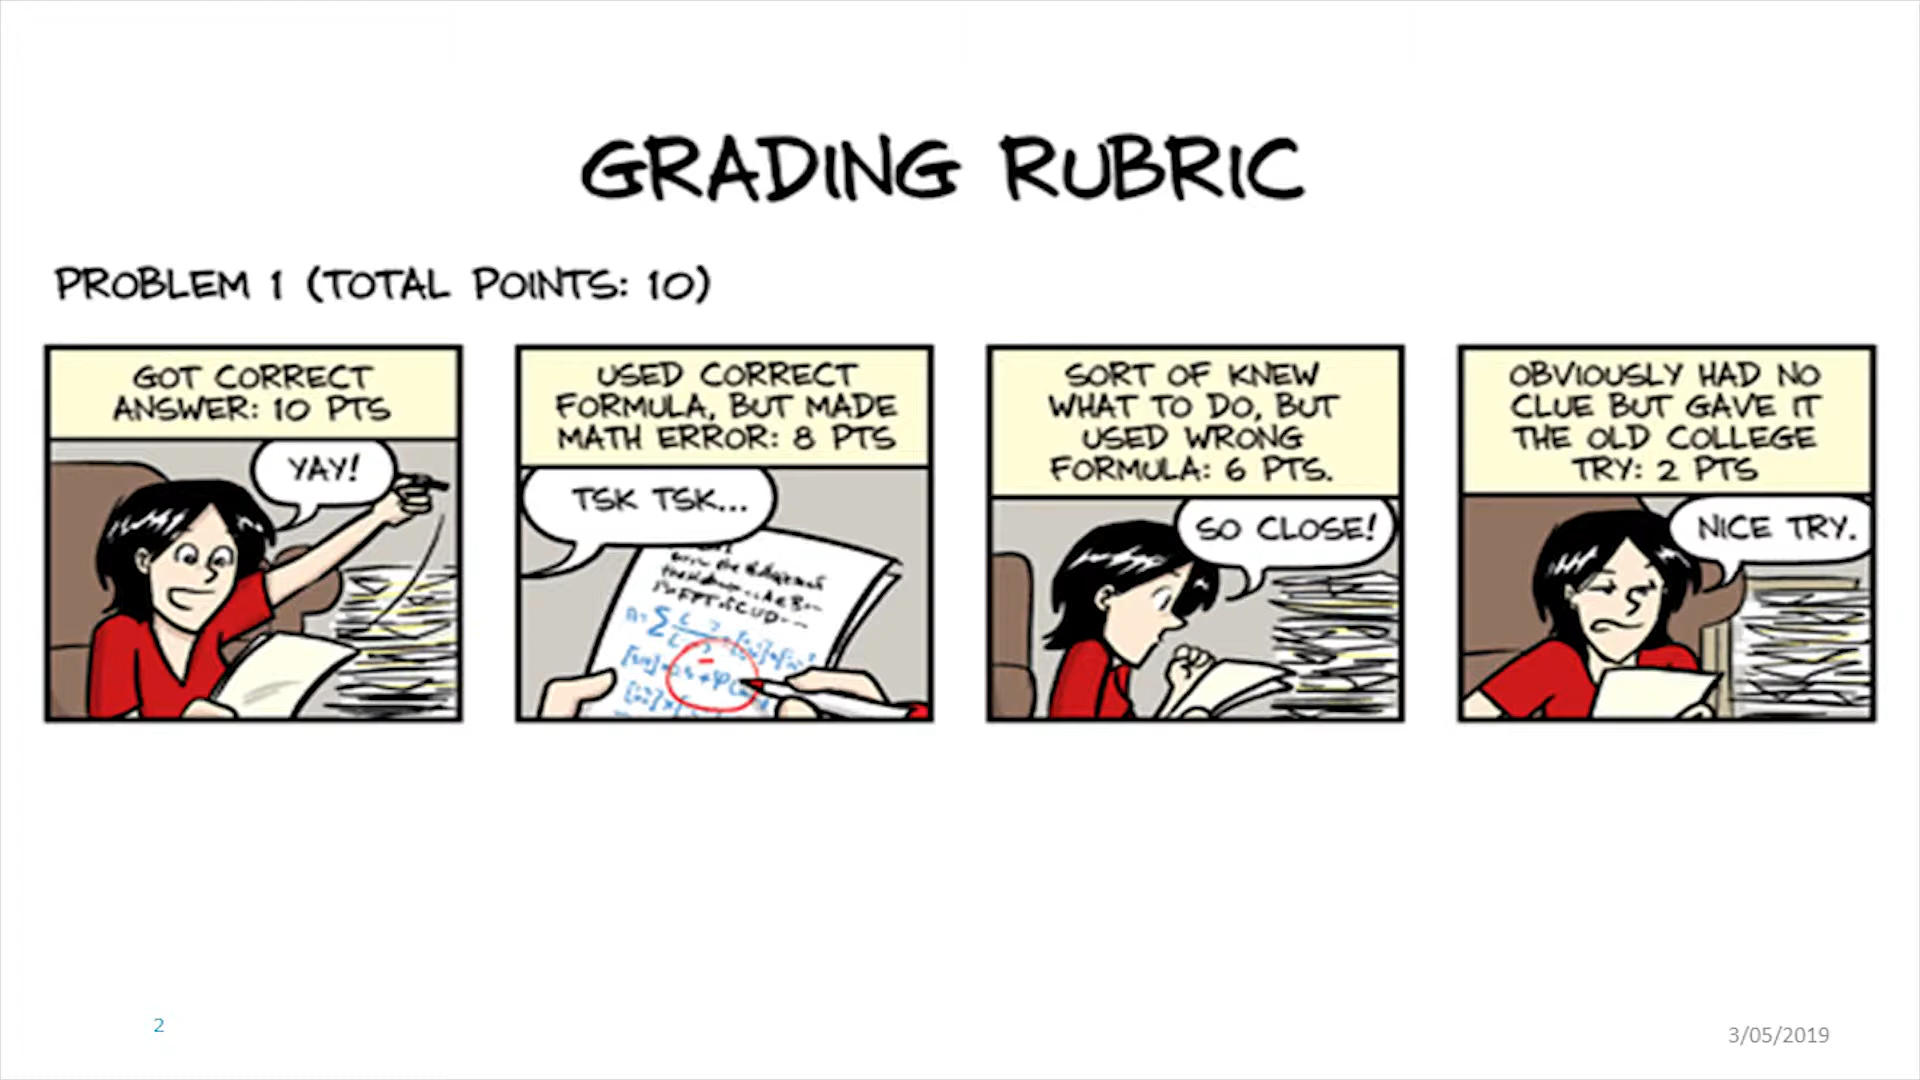 GRADING RUBRIC
PROBLEM 1 (TOTAL POINTS: 10)
GOT CORRECT
ANSWER: 10 PTS
YAY!
USED CORRECT
FORMULA, BUT MADE
MATH ERROR: 8 PTS
TSK TSK...
SORT OF KNEW
WHAT TO DO, BUT
USED WRONG
FORMULA: 6 PTS.
SO CLOSE!
OBVIOUSLY HAD NO
CLUE BUT GAVE IT
THE OLD COLLEGE
TRY: 2 PTS
NICE TRY.
2
3/05/2019